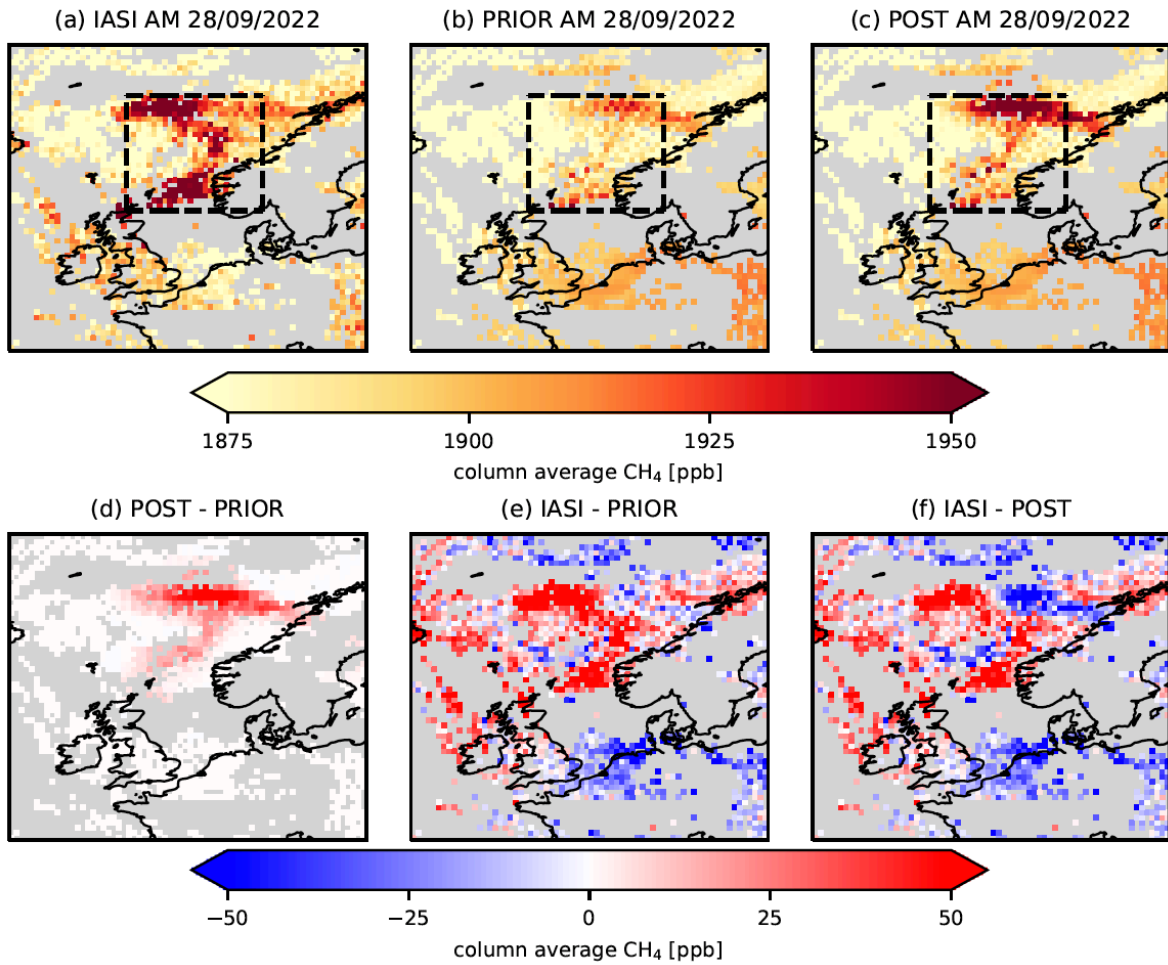 (a) IASI AM 28/09/2022
(b) PRIOR AM 28/09/2022
(c) POST AM 28/09/2022
1875
1900
1925
1950
column average CH₄ [ppb]
(d) POST - PRIOR
(e) IASI - PRIOR
(f) IASI - POST
−50
−25
0
25
50
column average CH₄ [ppb]